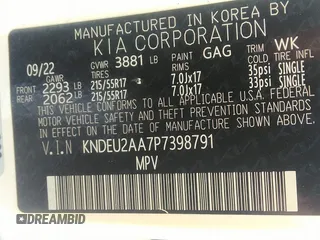 MANUFACTURED IN KOREA BY
KIA CORPORATION
09/22 GVWR 3881 lb PAINT GAG TRIM WK
GAWR TIRES RIMS COLD
FRONT 2293 lb 215/55R17 7.0Jx17 35psi SINGLE
REAR 2062 lb 215/55R17 7.0Jx17 35psi SINGLE
THIS VEHICLE CONFORMS TO ALL APPLICABLE U.S. FEDERAL
MOTOR VEHICLE SAFETY, BUMPER AND THEFT PREVENTION STANDARDS
IN EFFECT ON THE DATE OF MANUFACTURE SHOWN ABOVE.
V.I.N KNDEU2AA7P7398791
MPV
DREAMBID